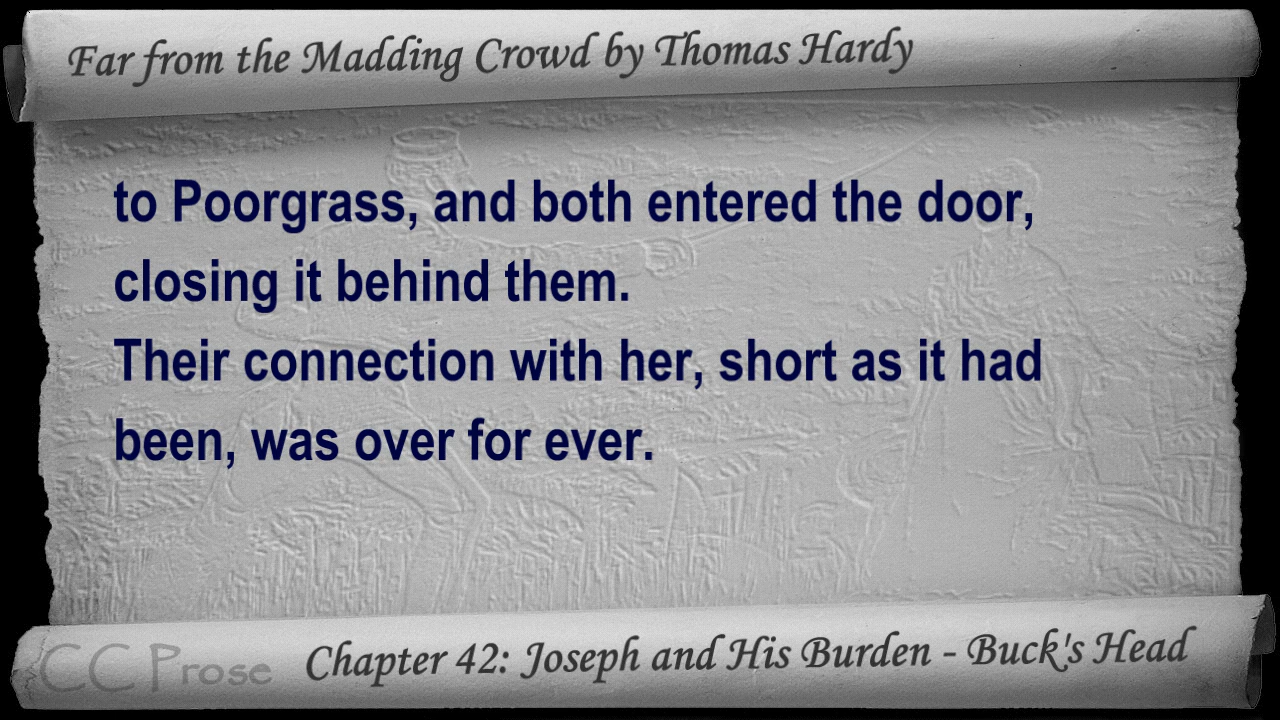 Far from the Madding Crowd by Thomas Hardy
to Poorgrass, and both entered the door,
closing it behind them.
Their connection with her, short as it had
been, was over for ever.
CC Prose
Chapter 42: Joseph and His Burden - Buck's Head